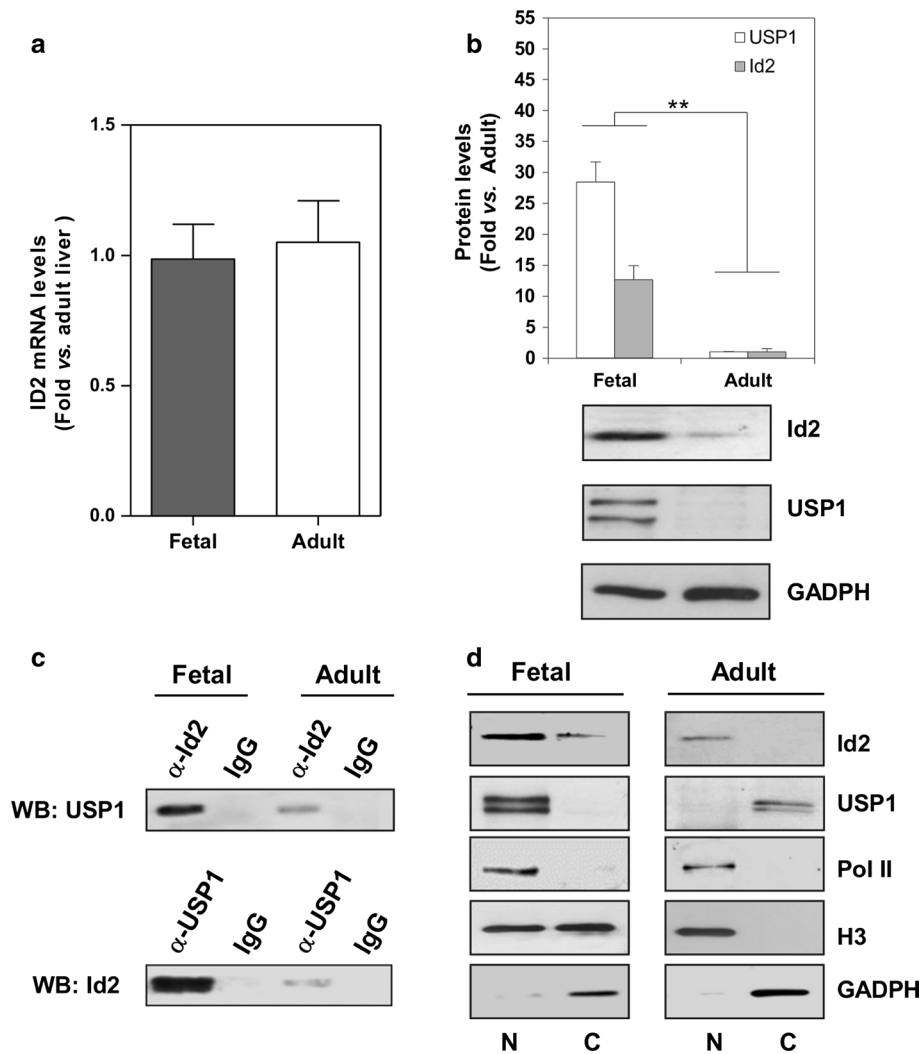 a
ID2 mRNA levels
(Fold vs. adult liver )
1.5
1.0
0.5
0.0
Fetal Adult
b
Protein levels
(Fold vs. Adult)
55
50
45
40
35
30
25
20
15
10
5
0
USP1
Id2
**
Fetal Adult
Id2
USP1
GADPH
c
Fetal Adult
α-Id2 IgG α-Id2 IgG
WB: USP1
α-USP1 IgG α-USP1 IgG
WB: Id2
d
Fetal Adult
Id2
USP1
Pol II
H3
GADPH
N C N C